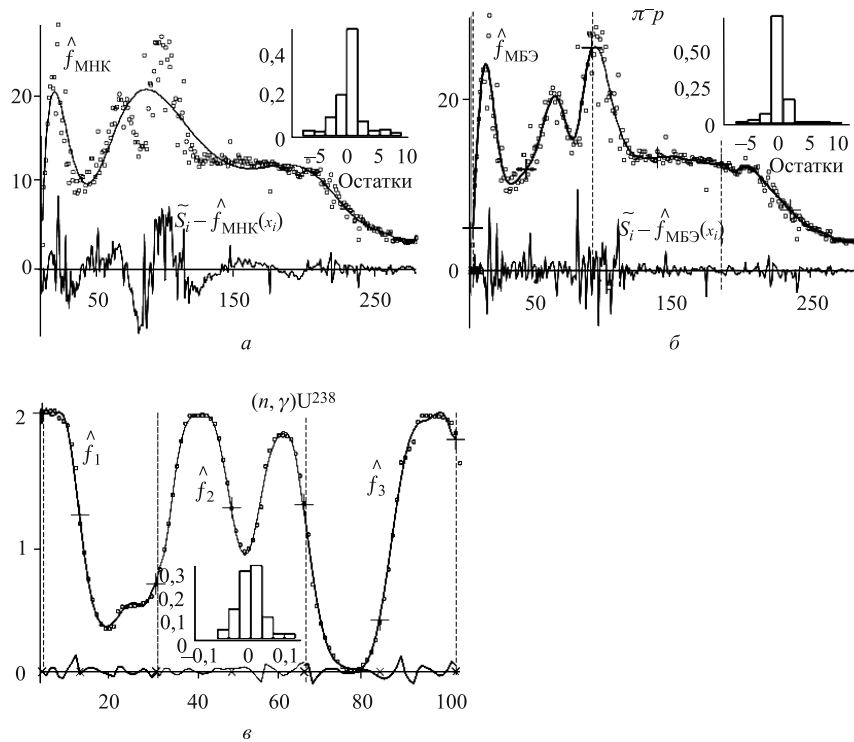 f̂МНК
0,4
0,2
0
−5 0 5 10
Остатки
20
10
S̃i − f̂МНК(xi)
0
50 150 250
а
π⁻p
f̂МБЭ
0,50
0,25
0
−5 0 5 10
Остатки
20
10
S̃i − f̂МБЭ(xi)
0
50 150 250
б
(n, γ)U²³⁸
2
f̂1
f̂2
f̂3
1
0,3
0,2
0,1
0
−0,1 0 0,1
0
20 40 60 80 100
в